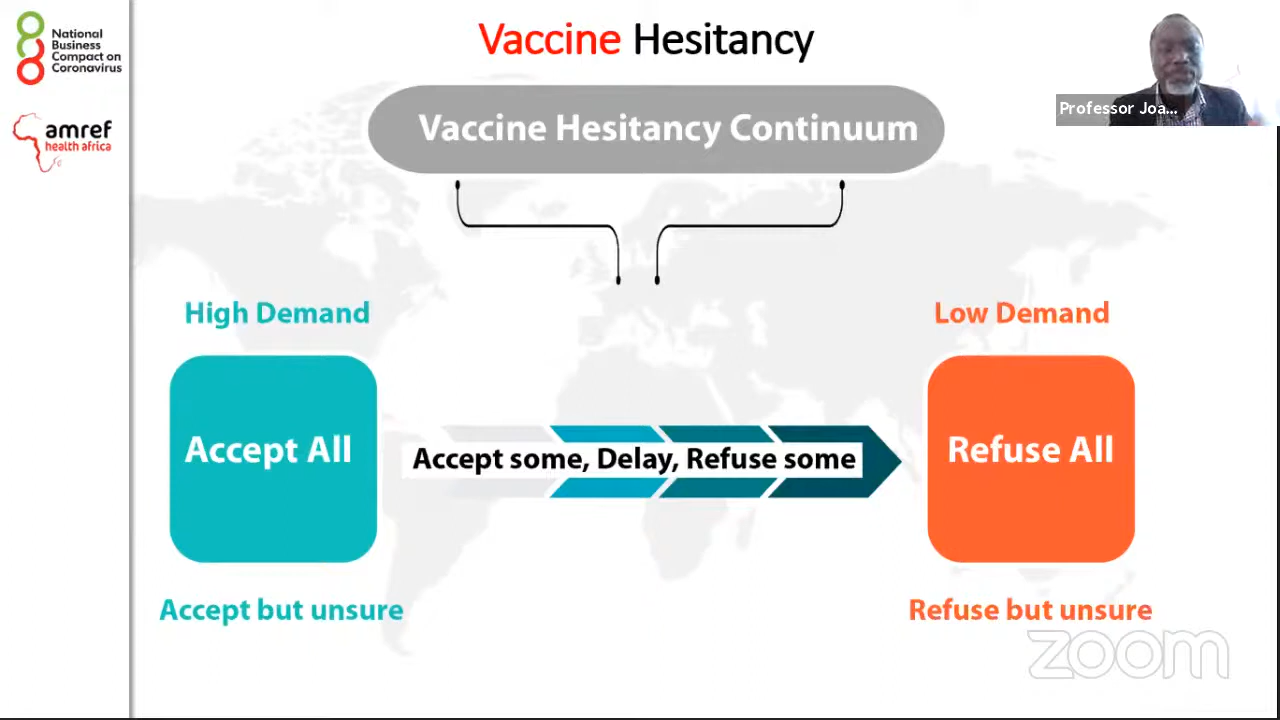 National
Business
Compact on
Coronavirus
amref
health africa
Vaccine Hesitancy
Professor Joa...
Vaccine Hesitancy Continuum
High Demand
Low Demand
Accept All
Accept some, Delay, Refuse some
Refuse All
Accept but unsure
Refuse but unsure
zoom